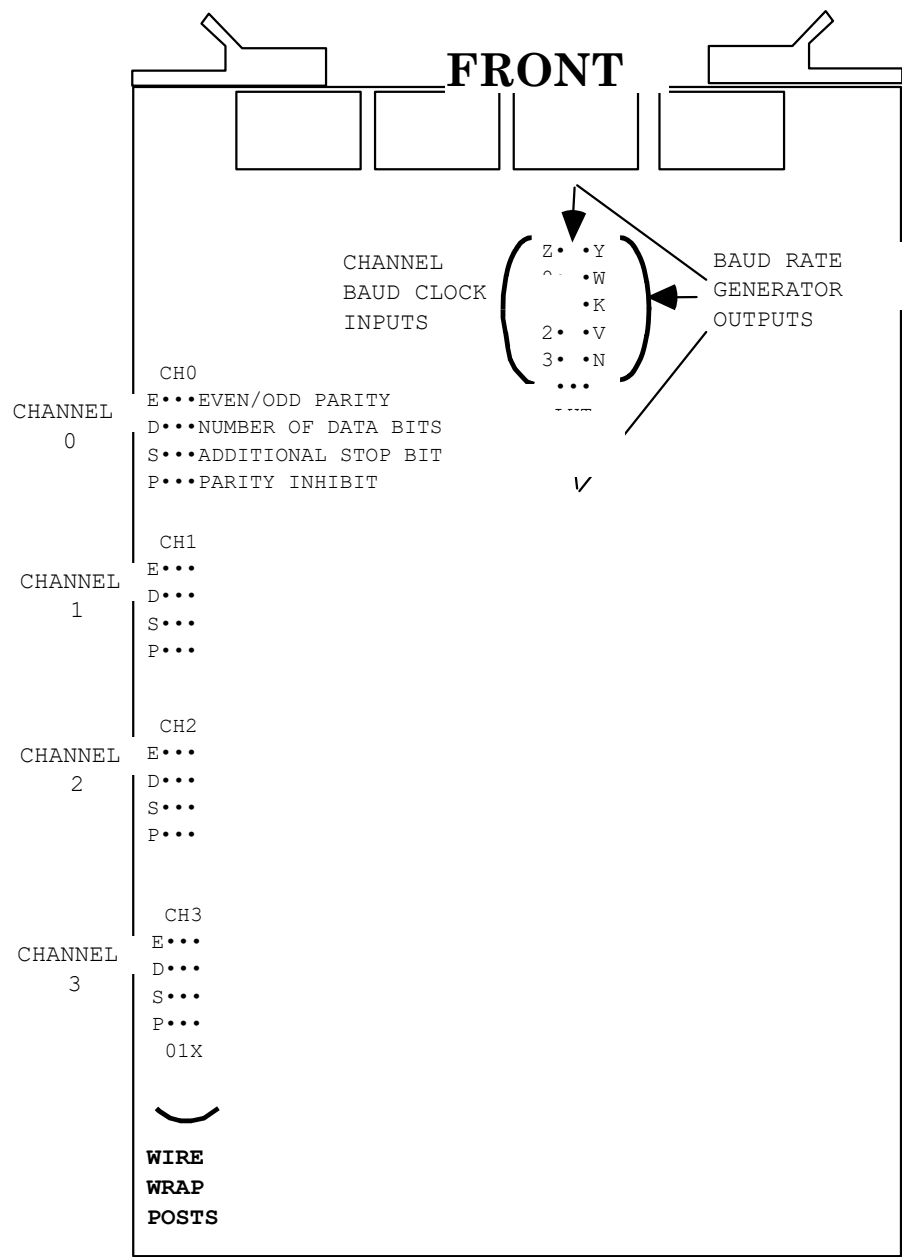 FRONT
CHANNEL
BAUD CLOCK
INPUTS
Z• •Y
•W
•K
2• •V
3• •N
•••
BAUD RATE
GENERATOR
OUTPUTS
CHANNEL
0
CH0
E•••EVEN/ODD PARITY
D•••NUMBER OF DATA BITS
S•••ADDITIONAL STOP BIT
P•••PARITY INHIBIT
CHANNEL
1
CH1
E•••
D•••
S•••
P•••
CHANNEL
2
CH2
E•••
D•••
S•••
P•••
CHANNEL
3
CH3
E•••
D•••
S•••
P•••
01X
WIRE
WRAP
POSTS